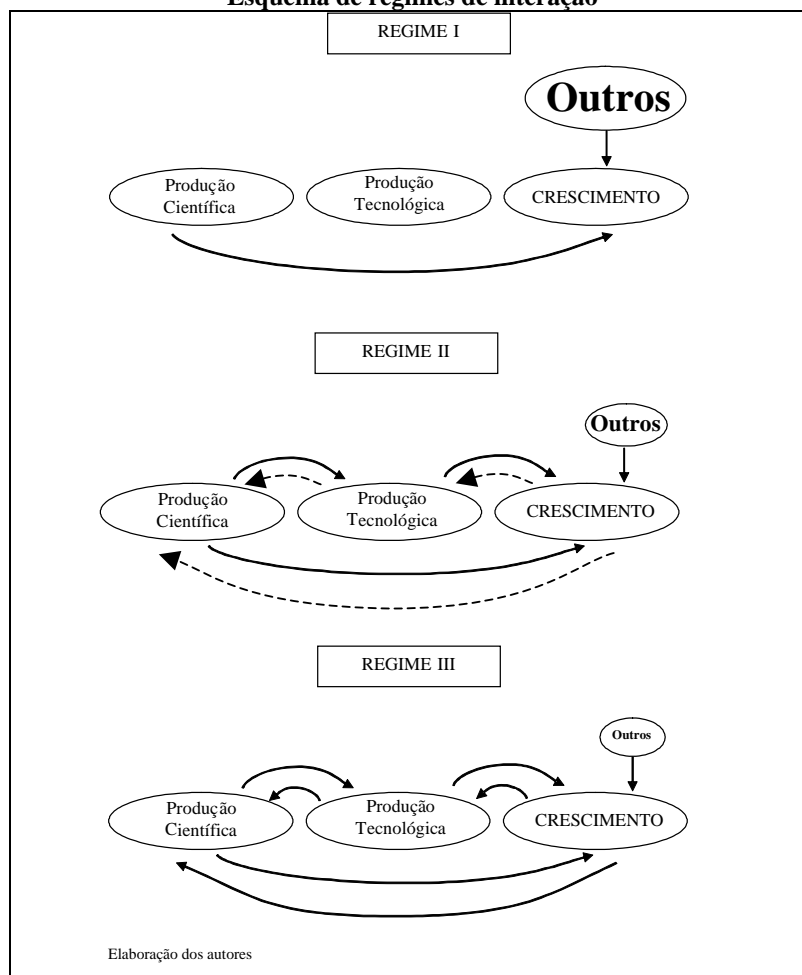 Esquema de regimes de interação
REGIME I
Outros
Produção
Científica
Produção
Tecnológica
CRESCIMENTO
REGIME II
Outros
Produção
Científica
Produção
Tecnológica
CRESCIMENTO
REGIME III
Outros
Produção
Científica
Produção
Tecnológica
CRESCIMENTO
Elaboração dos autores